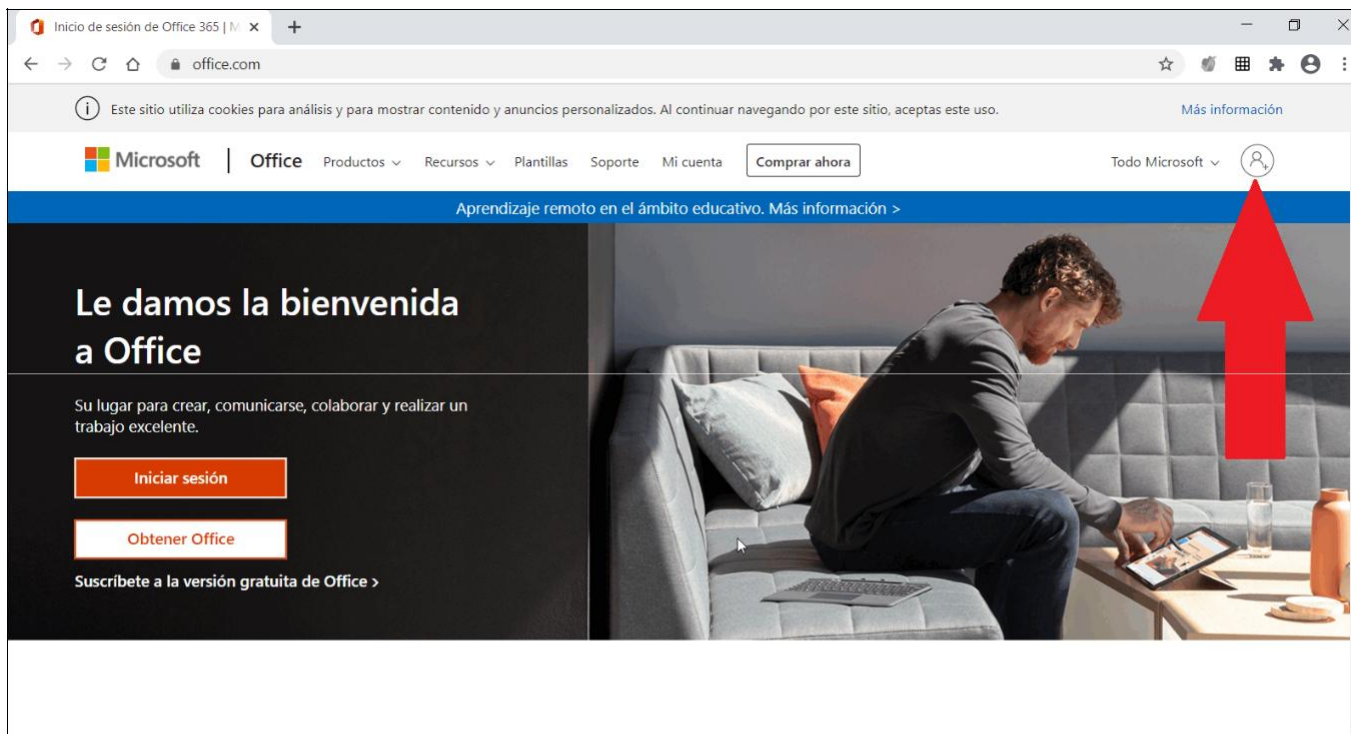 Inicio de sesión de Office 365 | M
office.com
Este sitio utiliza cookies para análisis y para mostrar contenido y anuncios personalizados. Al continuar navegando por este sitio, aceptas este uso. Más información
Microsoft | Office Productos Recursos Plantillas Soporte Mi cuenta Comprar ahora Todo Microsoft
Aprendizaje remoto en el ámbito educativo. Más información >
Le damos la bienvenida
a Office
Su lugar para crear, comunicarse, colaborar y realizar un
trabajo excelente.
Iniciar sesión
Obtener Office
Suscríbete a la versión gratuita de Office >